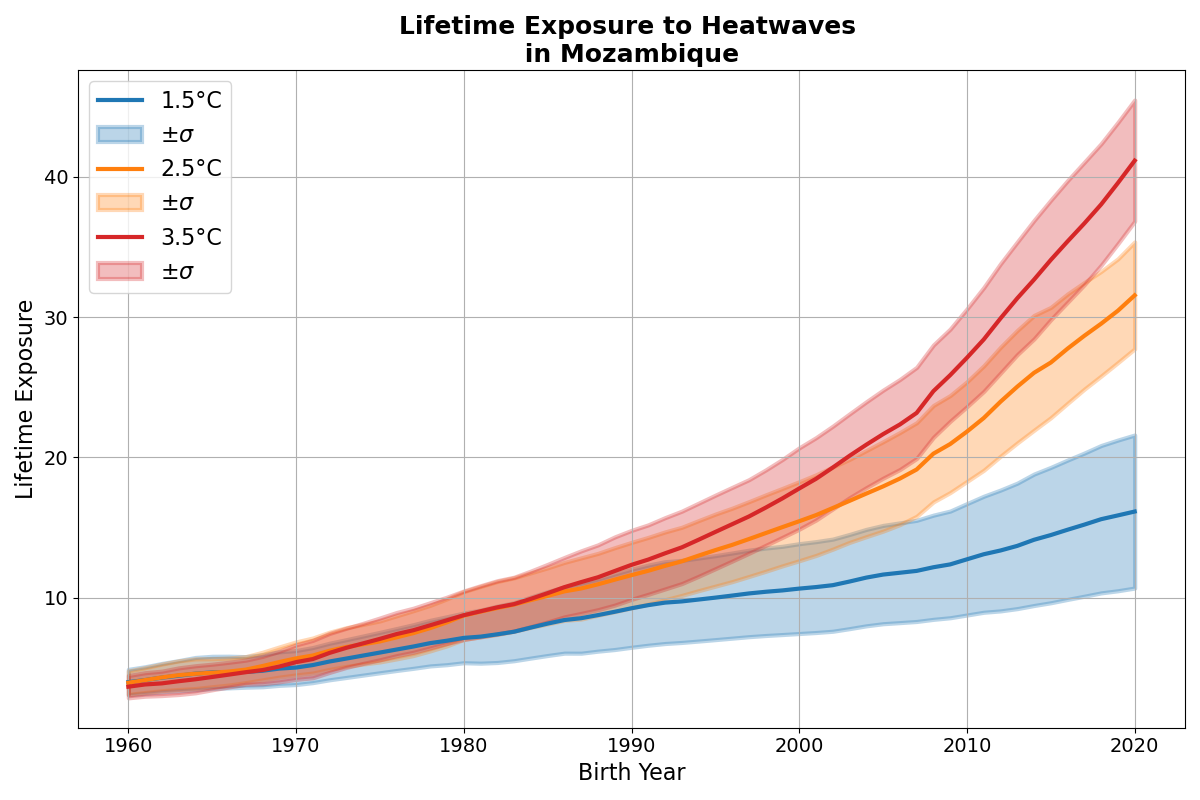 Lifetime Exposure to Heatwaves
in Mozambique
1.5°C
±σ
2.5°C
±σ
3.5°C
±σ
Lifetime Exposure
40
30
20
10
1960
1970
1980
1990
2000
2010
2020
Birth Year